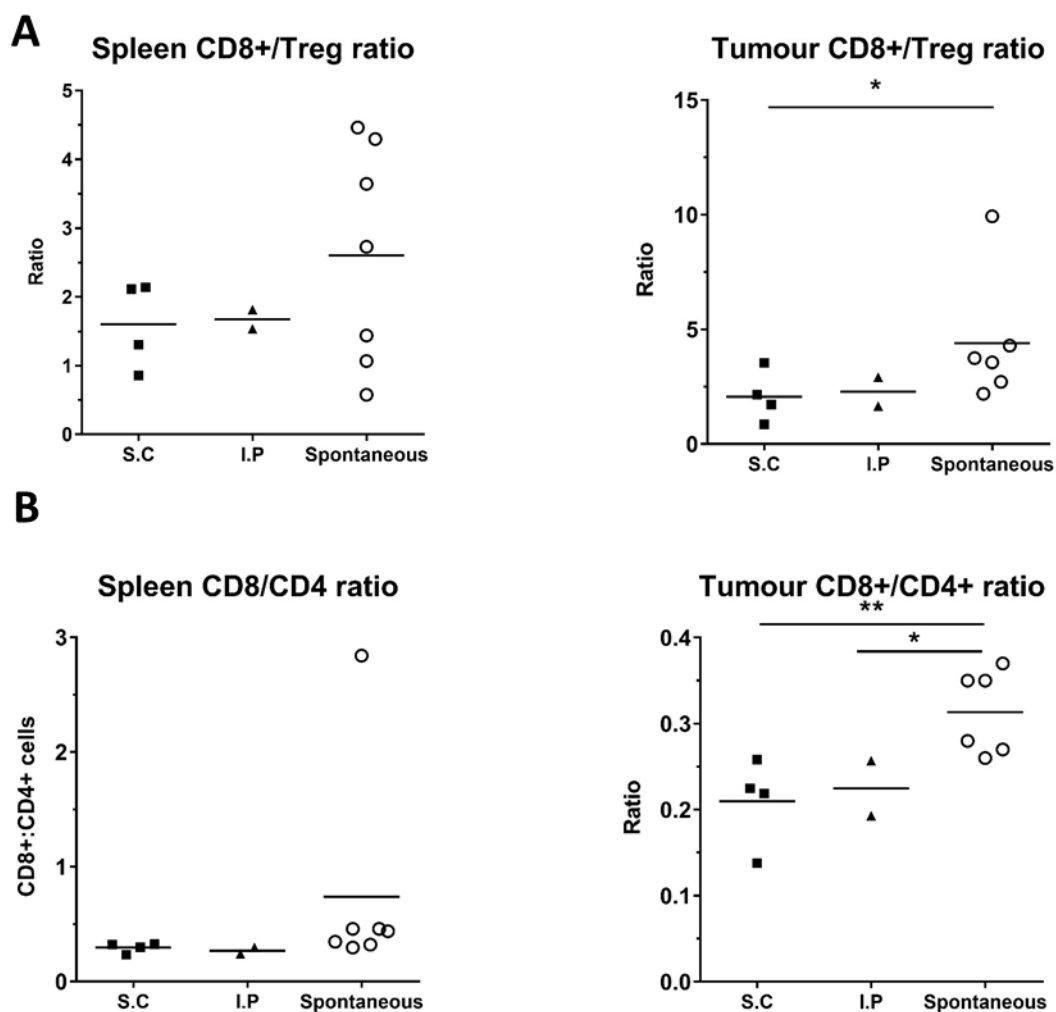 A
Spleen CD8+/Treg ratio
Tumour CD8+/Treg ratio
5
4
3
2
1
0
Ratio
S.C I.P Spontaneous
*
15
10
5
0
Ratio
S.C I.P Spontaneous
B
Spleen CD8/CD4 ratio
Tumour CD8+/CD4+ ratio
3
2
1
0
CD8+:CD4+ cells
S.C I.P Spontaneous
**
*
0.4
0.3
0.2
0.1
0.0
Ratio
S.C I.P Spontaneous